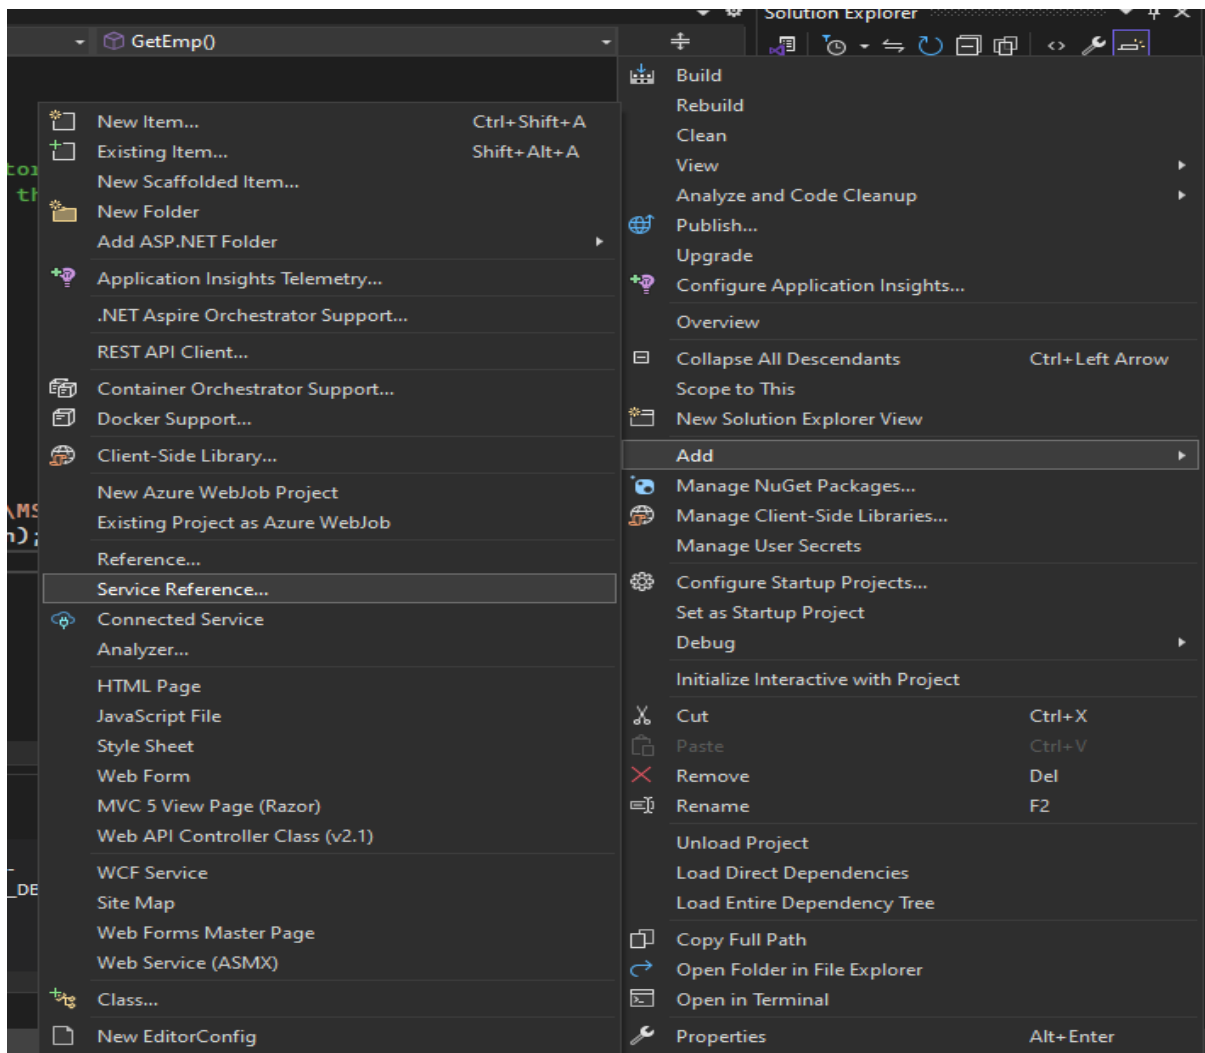 Solution Explorer
GetEmp()
New Item... Ctrl+Shift+A
Existing Item... Shift+Alt+A
New Scaffolded Item...
New Folder
Add ASP.NET Folder
Application Insights Telemetry...
.NET Aspire Orchestrator Support...
REST API Client...
Container Orchestrator Support...
Docker Support...
Client-Side Library...
New Azure WebJob Project
Existing Project as Azure WebJob
Reference...
Service Reference...
Connected Service
Analyzer...
HTML Page
JavaScript File
Style Sheet
Web Form
MVC 5 View Page (Razor)
Web API Controller Class (v2.1)
WCF Service
Site Map
Web Forms Master Page
Web Service (ASMX)
Class...
New EditorConfig
tor
th
\MS
n);
_DE
Build
Rebuild
Clean
View
Analyze and Code Cleanup
Publish...
Upgrade
Configure Application Insights...
Overview
Collapse All Descendants Ctrl+Left Arrow
Scope to This
New Solution Explorer View
Add
Manage NuGet Packages...
Manage Client-Side Libraries...
Manage User Secrets
Configure Startup Projects...
Set as Startup Project
Debug
Initialize Interactive with Project
Cut Ctrl+X
Paste Ctrl+V
Remove Del
Rename F2
Unload Project
Load Direct Dependencies
Load Entire Dependency Tree
Copy Full Path
Open Folder in File Explorer
Open in Terminal
Properties Alt+Enter